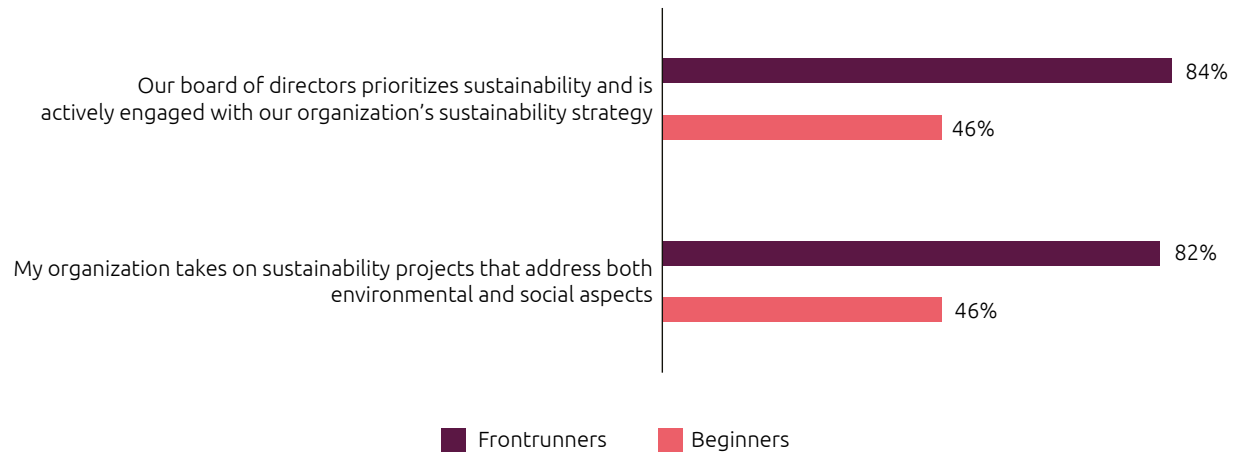 Our board of directors prioritizes sustainability and is
actively engaged with our organization’s sustainability strategy
84%
46%
My organization takes on sustainability projects that address both
environmental and social aspects
82%
46%
Frontrunners
Beginners